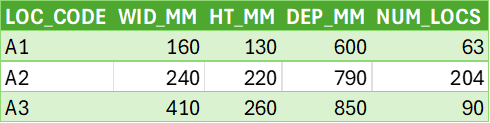 LOC_CODE WID_MM HT_MM DEP_MM NUM_LOCS
A1 160 130 600 63
A2 240 220 790 204
A3 410 260 850 90